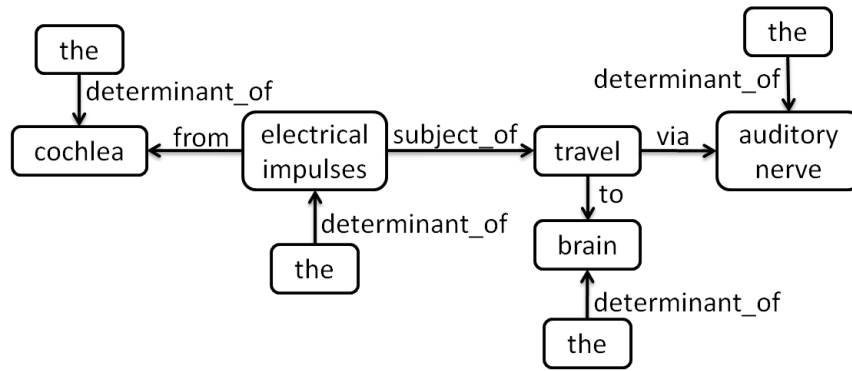 the
the
determinant_of
determinant_of
cochlea
from
electrical
impulses
subject_of
travel
via
auditory
nerve
to
determinant_of
brain
the
determinant_of
the